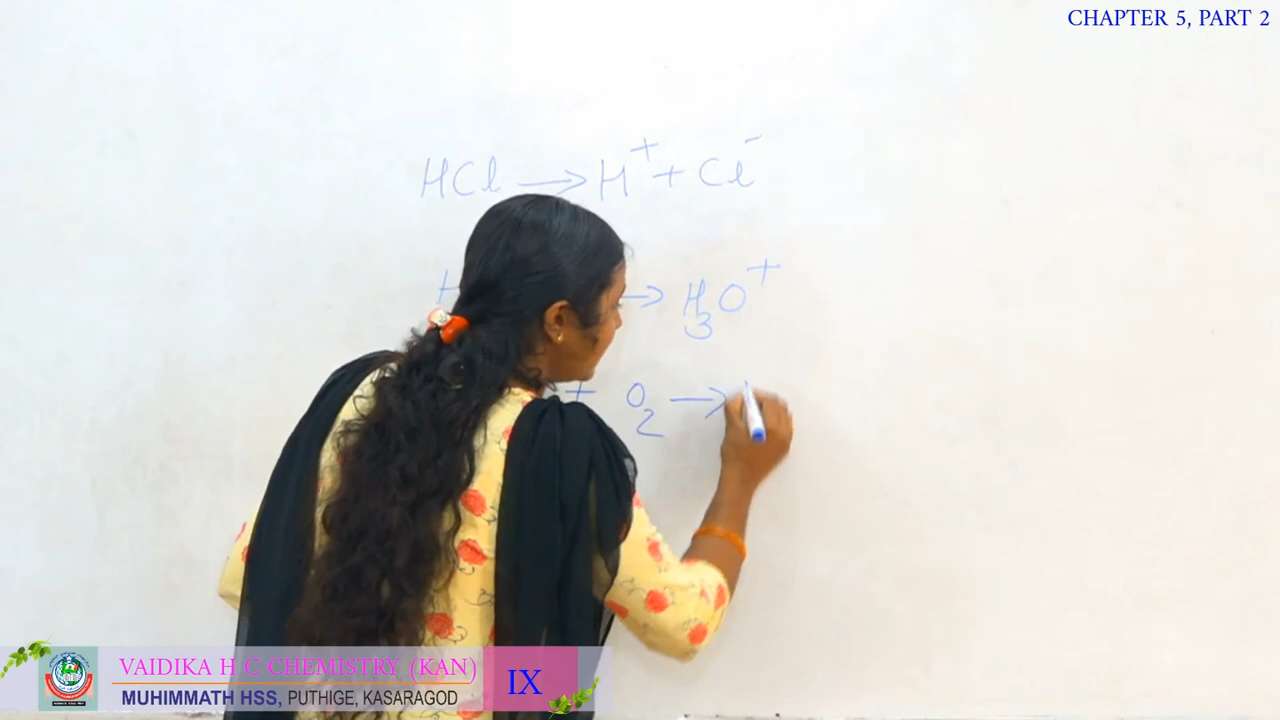 CHAPTER 5, PART 2
HCl → H⁺ + Cl⁻
H → H₃O⁺
+ O₂ →
VAIDIKA H C CHEMISTRY (KAN)
IX
MUHIMMATH HSS, PUTHIGE, KASARAGOD